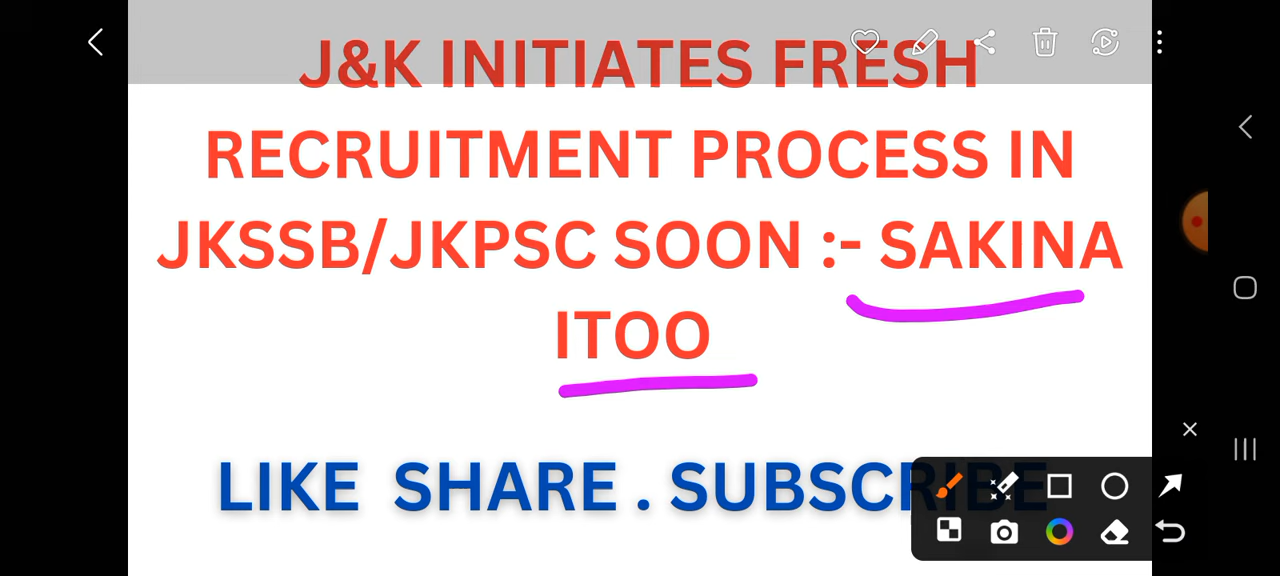 J&K INITIATES FRESH
RECRUITMENT PROCESS IN
JKSSB/JKPSC SOON :- SAKINA
ITOO
LIKE SHARE . SUBSCRIBE